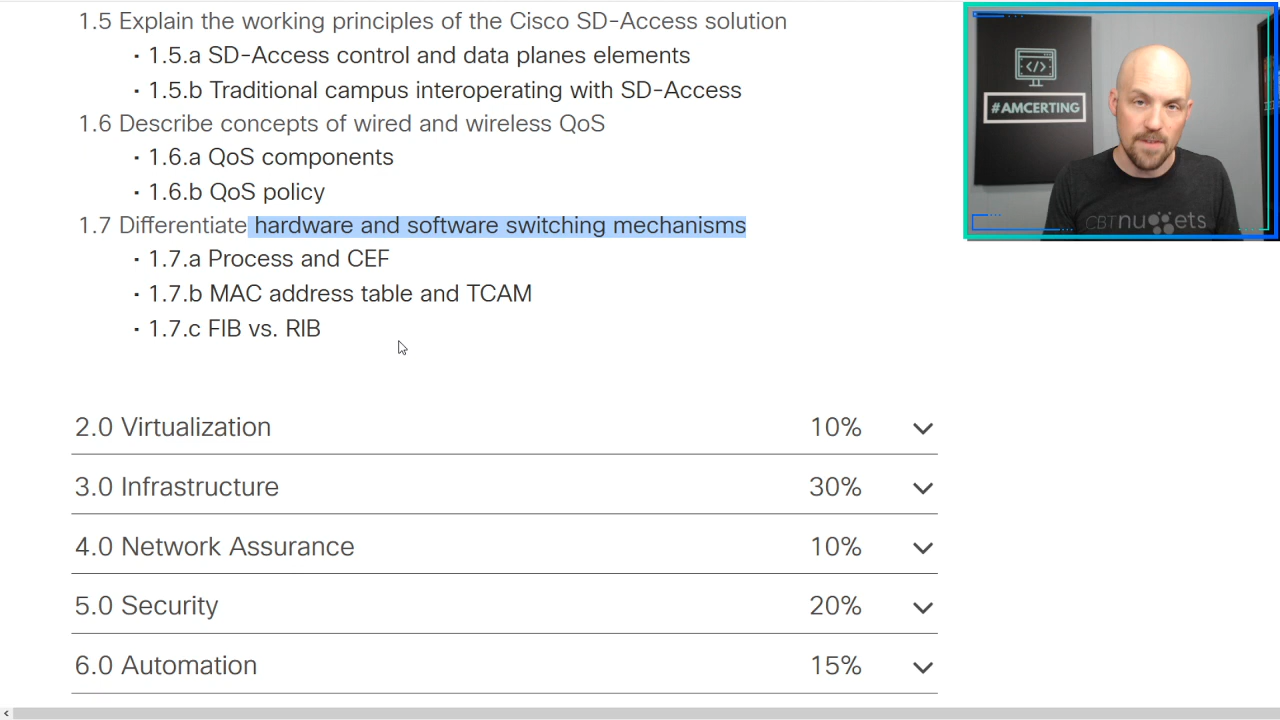 1.5 Explain the working principles of the Cisco SD-Access solution
· 1.5.a SD-Access control and data planes elements
· 1.5.b Traditional campus interoperating with SD-Access
1.6 Describe concepts of wired and wireless QoS
· 1.6.a QoS components
· 1.6.b QoS policy
1.7 Differentiate hardware and software switching mechanisms
· 1.7.a Process and CEF
· 1.7.b MAC address table and TCAM
· 1.7.c FIB vs. RIB
2.0 Virtualization 10%
3.0 Infrastructure 30%
4.0 Network Assurance 10%
5.0 Security 20%
6.0 Automation 15%
</>
#AMCERTING
CBTnuggets